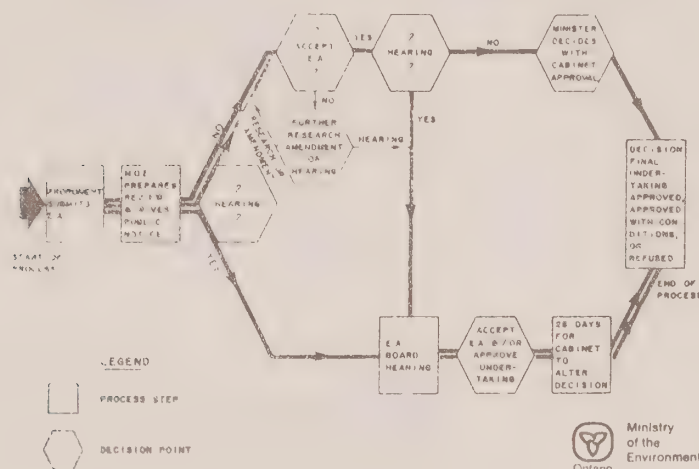 ?
ACCEPT
E A
?
YES
?
HEARING
?
NO
MINISTER
DECIDES
WITH
CABINET
APPROVAL
NO
FURTHER
RESEARCH
AMENDMENT
OR
HEARING
HEARING
YES
NO
RESEARCH
AMENDMENT
PROPONENT
SUBMITS
E A
MOE
PREPARES
REVIEW
& GIVES
PUBLIC
NOTICE
?
HEARING
?
START OF
PROCESS
YES
DECISION
FINAL
UNDER-
TAKING
APPROVED,
APPROVED
WITH CON
DITIONS,
OR
REFUSED
END OF
PROCESS
E A
BOARD
HEARING
ACCEPT
E A &/OR
APPROVE
UNDER-
TAKING
28 DAYS
FOR
CABINET
TO
ALTER
DECISION
LEGEND
PROCESS STEP
DECISION POINT
Ministry
of the
Environment
Ontario